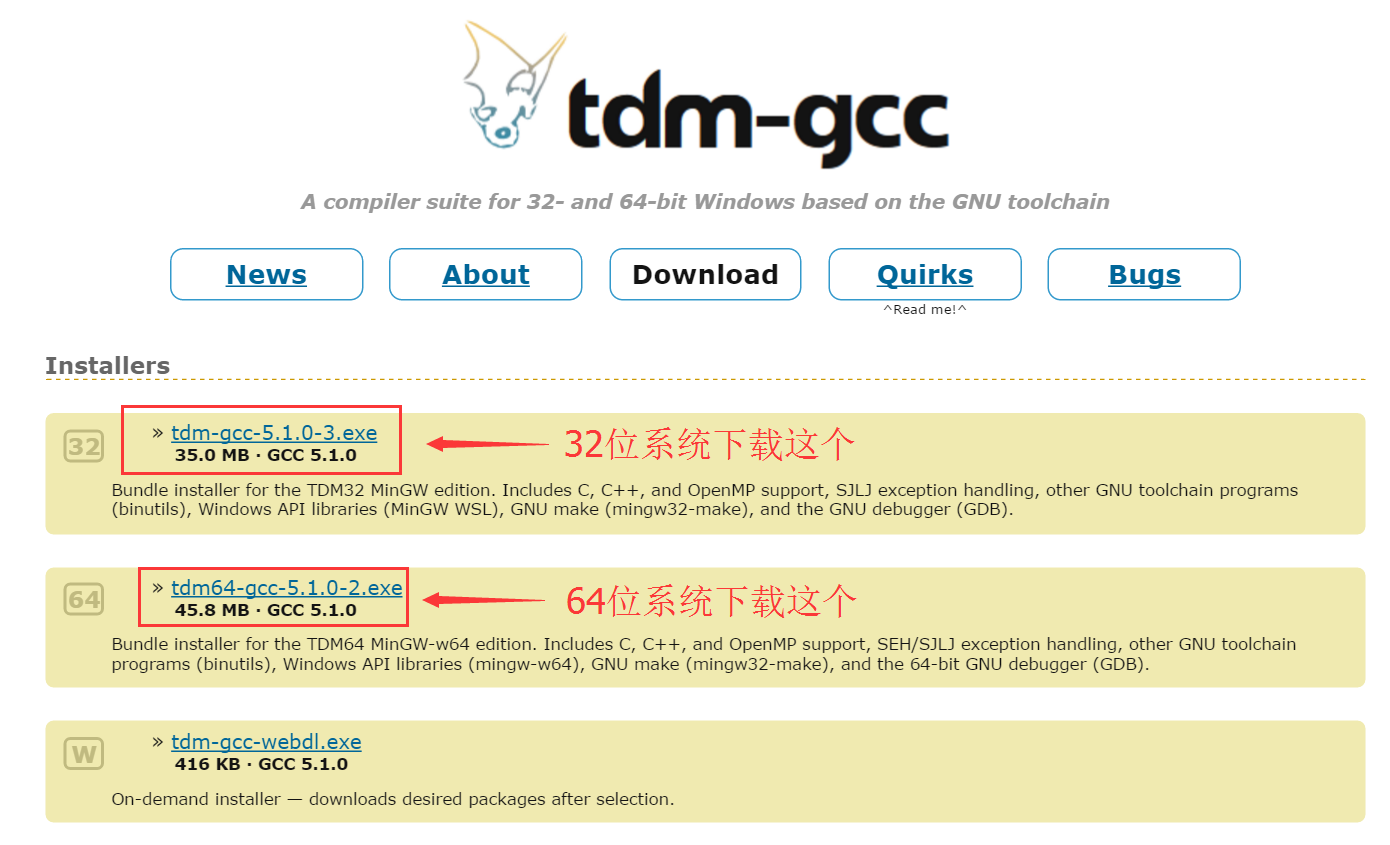 tdm-gcc
A compiler suite for 32- and 64-bit Windows based on the GNU toolchain
News About Download Quirks Bugs
^Read me!^
Installers
32 » tdm-gcc-5.1.0-3.exe 32位系统下载这个
35.0 MB · GCC 5.1.0
Bundle installer for the TDM32 MinGW edition. Includes C, C++, and OpenMP support, SJLJ exception handling, other GNU toolchain programs
(binutils), Windows API libraries (MinGW WSL), GNU make (mingw32-make), and the GNU debugger (GDB).
64 » tdm64-gcc-5.1.0-2.exe 64位系统下载这个
45.8 MB · GCC 5.1.0
Bundle installer for the TDM64 MinGW-w64 edition. Includes C, C++, and OpenMP support, SEH/SJLJ exception handling, other GNU toolchain
programs (binutils), Windows API libraries (mingw-w64), GNU make (mingw32-make), and the 64-bit GNU debugger (GDB).
W » tdm-gcc-webdl.exe
416 KB · GCC 5.1.0
On-demand installer — downloads desired packages after selection.